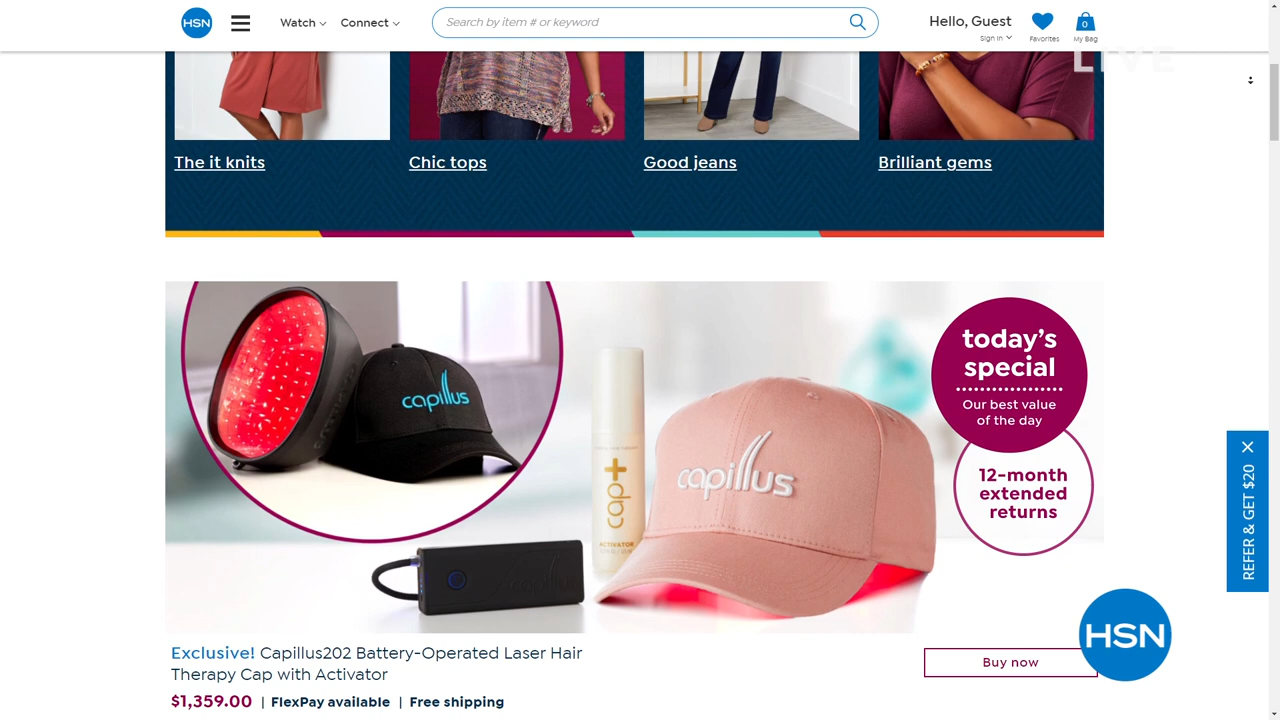 HSN
Watch
Connect
Search by item # or keyword
Hello, Guest
Sign In
Favorites
0
My Bag
LIVE
The it knits
Chic tops
Good jeans
Brilliant gems
capillus
cap+
ACTIVATOR
capillus
capillus
today's
special
Our best value
of the day
12-month
extended
returns
REFER & GET $20
HSN
Exclusive! Capillus202 Battery-Operated Laser Hair
Therapy Cap with Activator
Buy now
$1,359.00 | FlexPay available | Free shipping